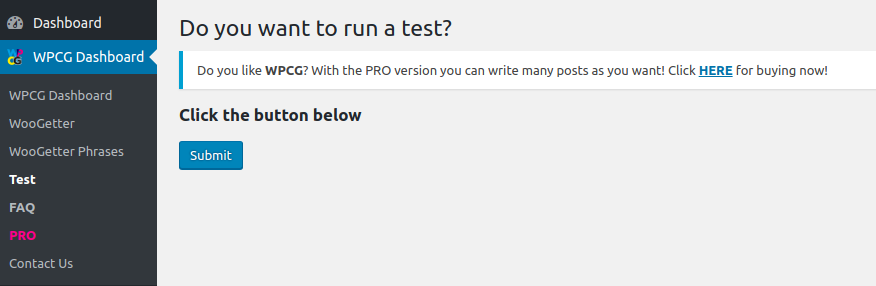 Dashboard
WPCG Dashboard
WPCG Dashboard
WooGetter
WooGetter Phrases
Test
FAQ
PRO
Contact Us
Do you want to run a test?
Do you like WPCG? With the PRO version you can write many posts as you want! Click HERE for buying now!
Click the button below
Submit